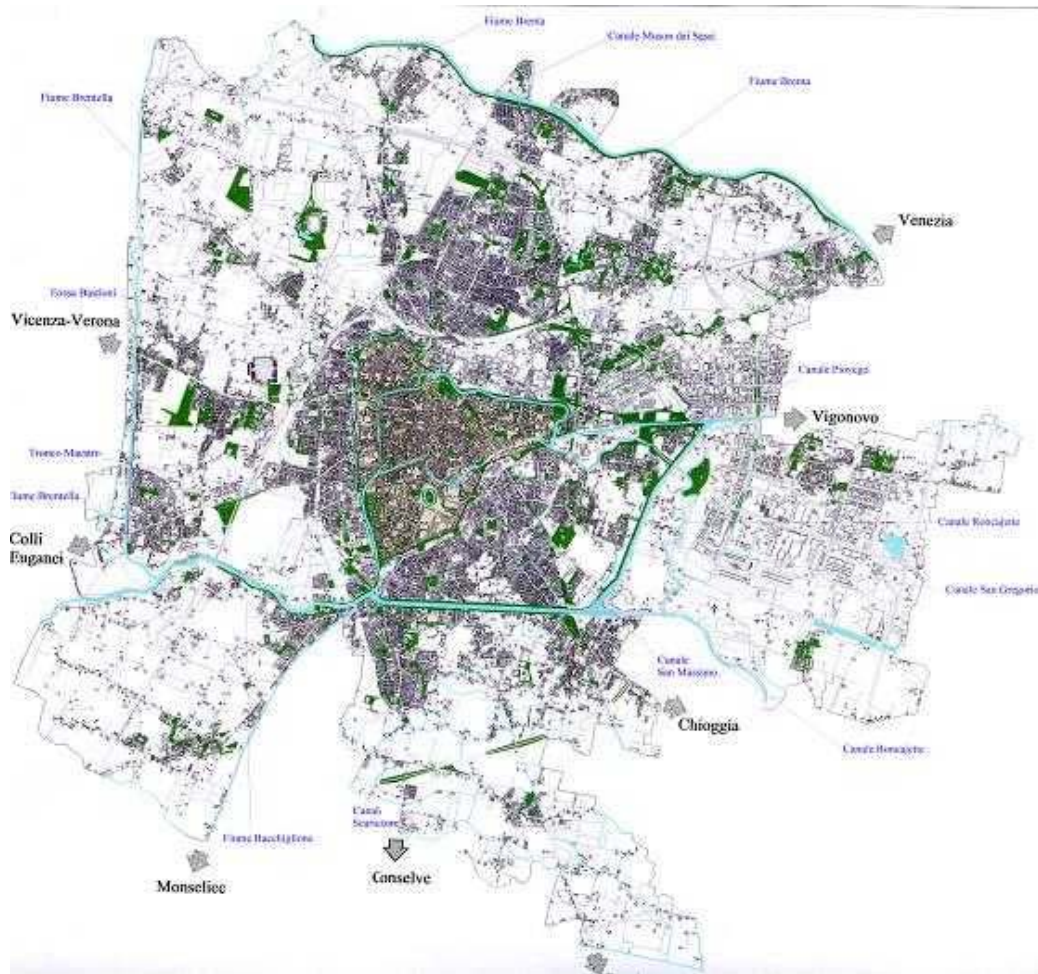 Fiume Brenta
Canale Muson dei Sassi
Fiume Brentella
Fiume Brenta
Venezia
Fossa Bastioni
Vicenza-Verona
Canale Piovego
Vigonovo
Tronco Maestro
Fiume Brentella
Canale Roncajette
Colli
Euganei
Canale San Gregorio
Canale
San Massimo
Chioggia
Canale Roncajette
Canale
Scaricatore
Fiume Bacchiglione
Conselve
Monselice